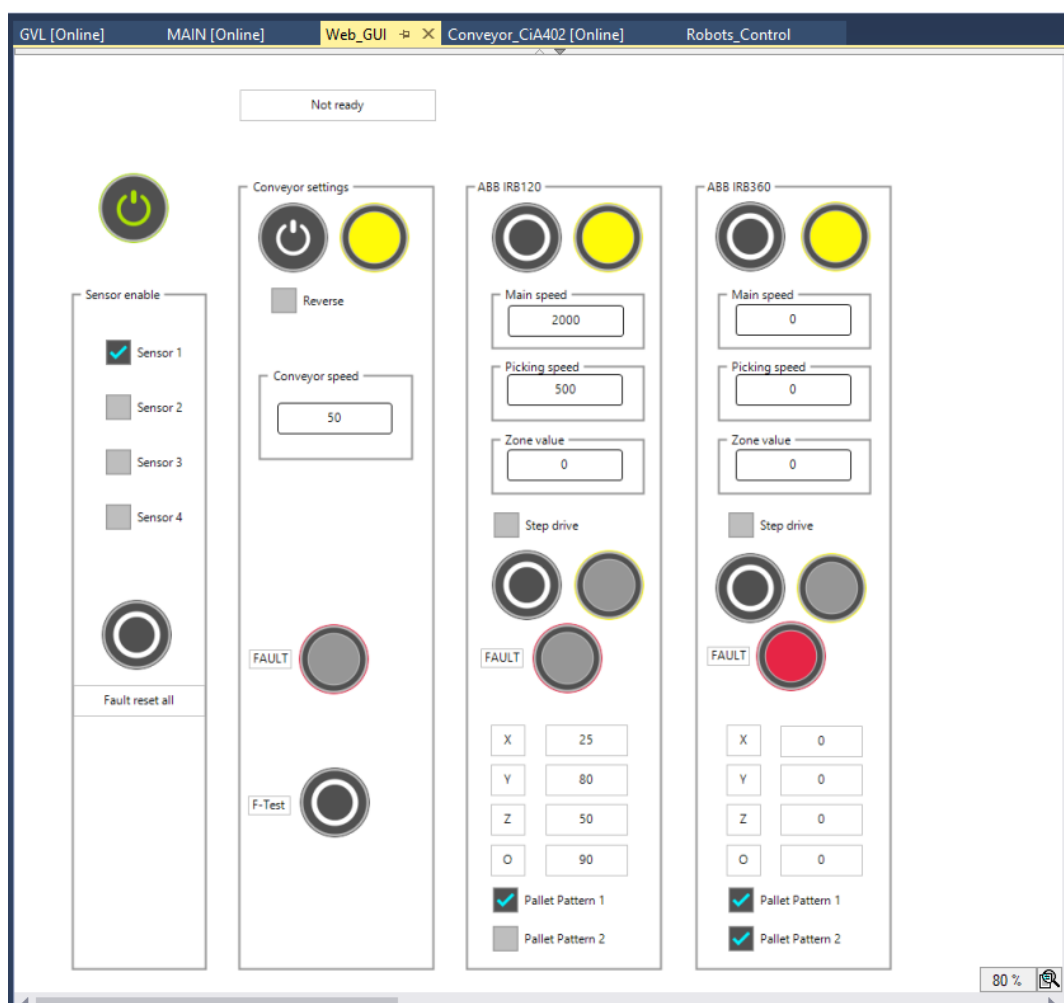 GVL [Online] MAIN [Online] Web_GUI Conveyor_CiA402 [Online] Robots_Control
Not ready
Sensor enable
Sensor 1
Sensor 2
Sensor 3
Sensor 4
Fault reset all
Conveyor settings
Reverse
Conveyor speed
50
FAULT
F-Test
ABB IRB120
Main speed
2000
Picking speed
500
Zone value
0
Step drive
FAULT
X 25
Y 80
Z 50
O 90
Pallet Pattern 1
Pallet Pattern 2
ABB IRB360
Main speed
0
Picking speed
0
Zone value
0
Step drive
FAULT
X 0
Y 0
Z 0
O 0
Pallet Pattern 1
Pallet Pattern 2
80 %